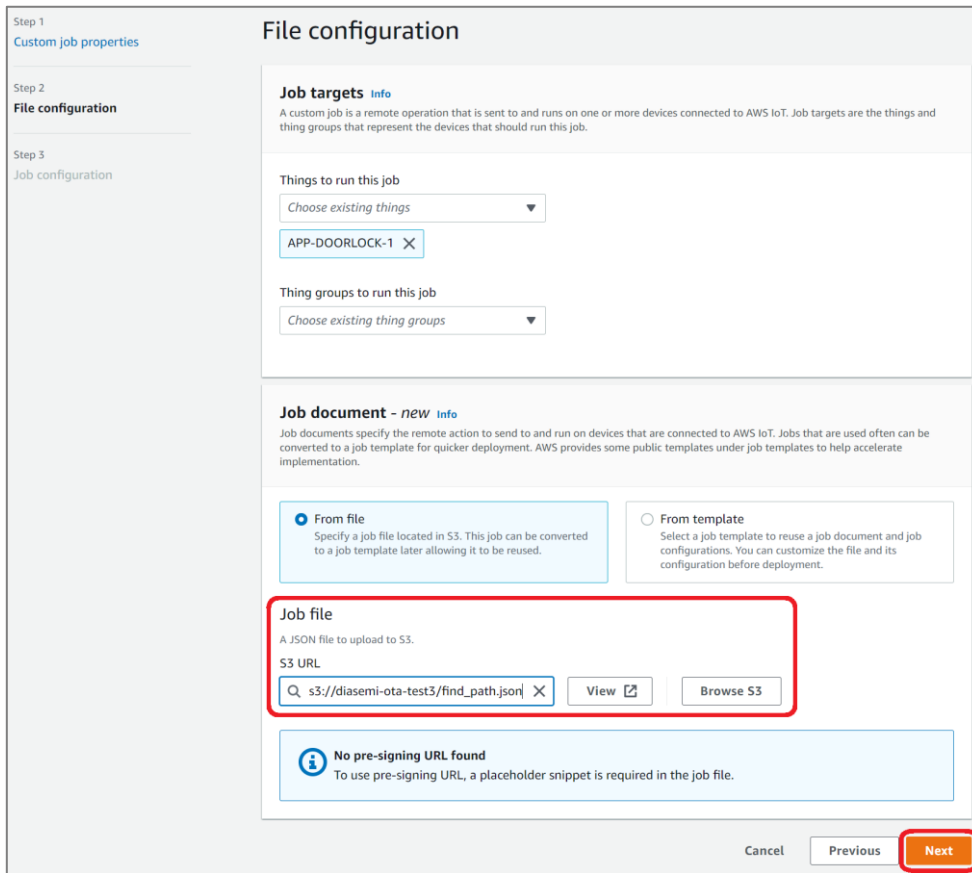 Step 1
Custom job properties
Step 2
File configuration
Step 3
Job configuration
File configuration
Job targets Info
A custom job is a remote operation that is sent to and runs on one or more devices connected to AWS IoT. Job targets are the things and
thing groups that represent the devices that should run this job.
Things to run this job
Choose existing things
APP-DOORLOCK-1
Thing groups to run this job
Choose existing thing groups
Job document - new Info
Job documents specify the remote action to send to and run on devices that are connected to AWS IoT. Jobs that are used often can be
converted to a job template for quicker deployment. AWS provides some public templates under job templates to help accelerate
implementation.
From file
Specify a job file located in S3. This job can be converted
to a job template later allowing it to be reused.
From template
Select a job template to reuse a job document and job
configurations. You can customize the file and its
configuration before deployment.
Job file
A JSON file to upload to S3.
S3 URL
s3://diasemi-ota-test3/find_path.json
View
Browse S3
No pre-signing URL found
To use pre-signing URL, a placeholder snippet is required in the job file.
Cancel
Previous
Next